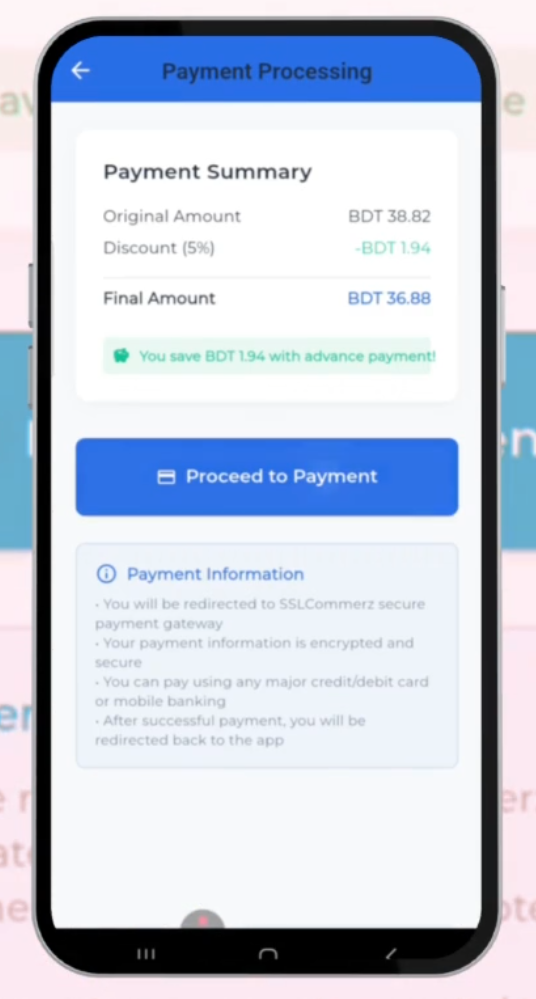 Payment Processing
Payment Summary
Original Amount BDT 38.82
Discount (5%) -BDT 1.94
Final Amount BDT 36.88
You save BDT 1.94 with advance payment!
Proceed to Payment
Payment Information
• You will be redirected to SSLCommerz secure
payment gateway
• Your payment information is encrypted and
secure
• You can pay using any major credit/debit card
or mobile banking
• After successful payment, you will be
redirected back to the app